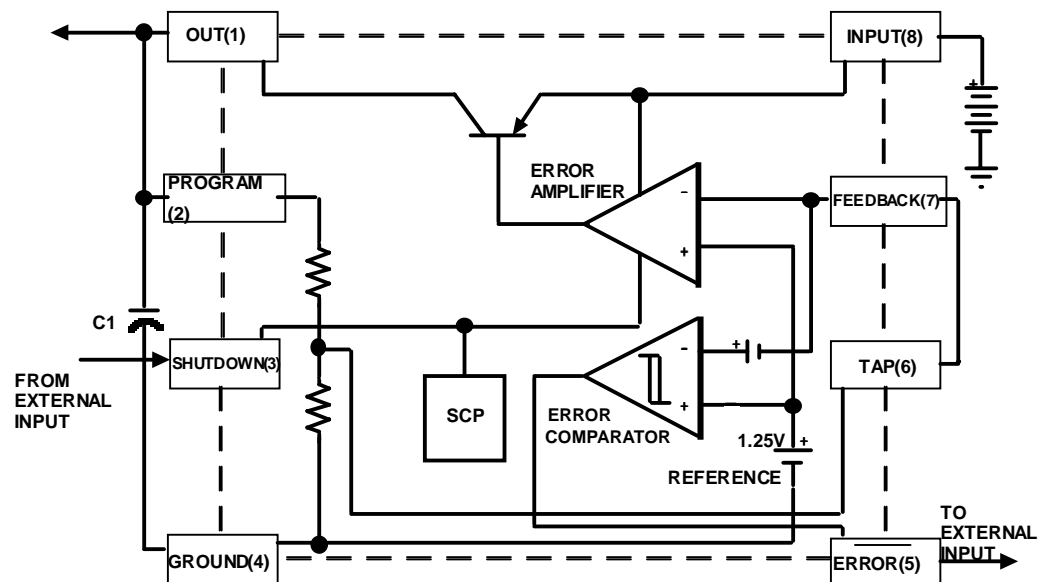 OUT(1)
INPUT(8)
+
ERROR
AMPLIFIER
PROGRAM
(2)
-
FEEDBACK(7)
+
C1
+
-
SHUTDOWN(3)
TAP(6)
FROM
EXTERNAL
INPUT
SCP
+
ERROR
COMPARATOR
1.25V
+
REFERENCE
TO
EXTERNAL
INPUT
GROUND(4)
ERROR(5)